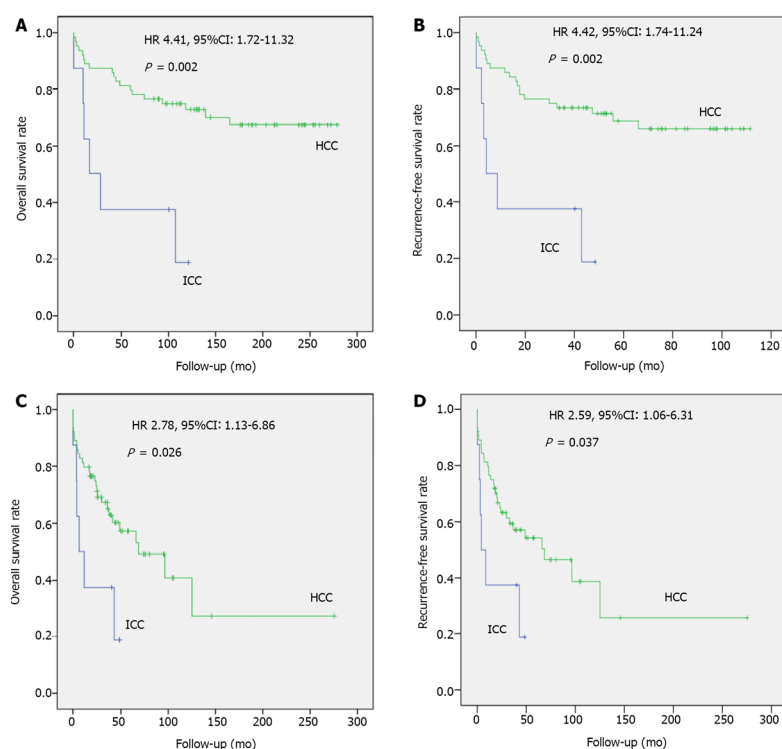 A
HR 4.41, 95%CI: 1.72-11.32
P = 0.002
1.0
0.8
0.6
0.4
0.2
0.0
Overall survival rate
HCC
ICC
0 50 100 150 200 250 300
Follow-up (mo)
B
HR 4.42, 95%CI: 1.74-11.24
P = 0.002
1.0
0.8
0.6
0.4
0.2
0.0
Recurrence-free survival rate
HCC
ICC
0 20 40 60 80 100 120
Follow-up (mo)
C
HR 2.78, 95%CI: 1.13-6.86
P = 0.026
1.0
0.8
0.6
0.4
0.2
0.0
Overall survival rate
HCC
ICC
0 50 100 150 200 250 300
Follow-up (mo)
D
HR 2.59, 95%CI: 1.06-6.31
P = 0.037
1.0
0.8
0.6
0.4
0.2
0.0
Recurrence-free survival rate
HCC
ICC
0 50 100 150 200 250 300
Follow-up (mo)